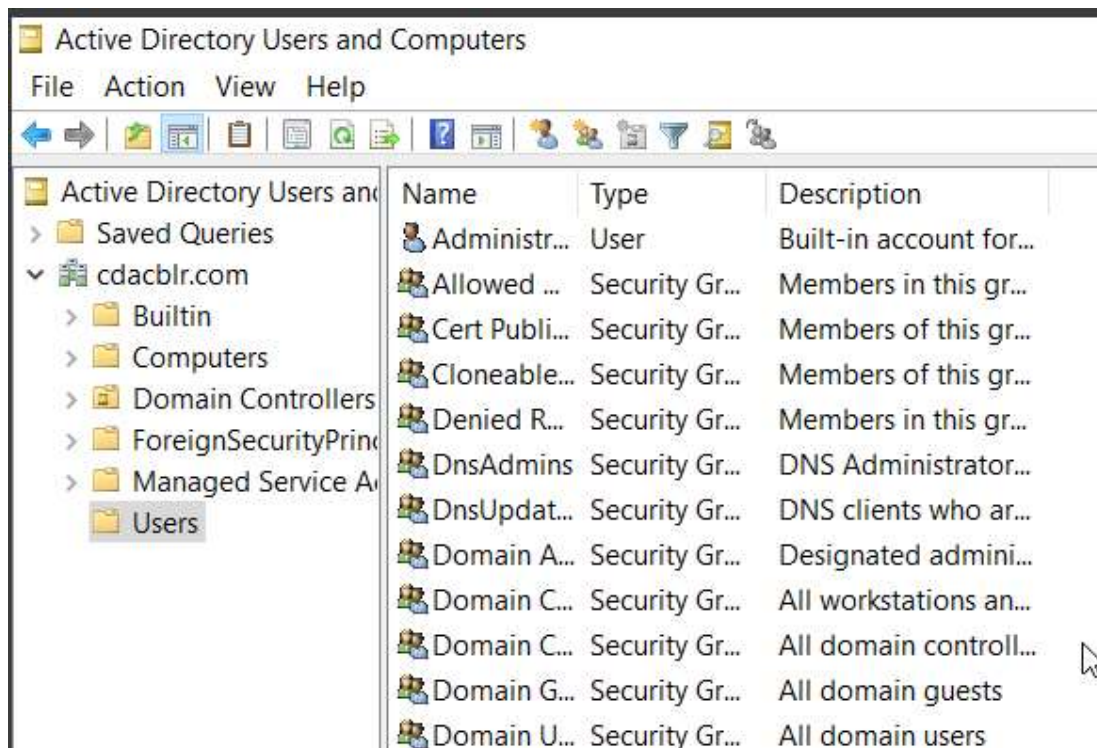 Active Directory Users and Computers
File Action View Help
Active Directory Users and
Saved Queries
cdacblr.com
Builtin
Computers
Domain Controllers
ForeignSecurityPrinc
Managed Service A
Users
Name Type Description
Administr... User Built-in account for...
Allowed ... Security Gr... Members in this gr...
Cert Publi... Security Gr... Members of this gr...
Cloneable... Security Gr... Members of this gr...
Denied R... Security Gr... Members in this gr...
DnsAdmins Security Gr... DNS Administrator...
DnsUpdat... Security Gr... DNS clients who ar...
Domain A... Security Gr... Designated admini...
Domain C... Security Gr... All workstations an...
Domain C... Security Gr... All domain controll...
Domain G... Security Gr... All domain guests
Domain U... Security Gr... All domain users